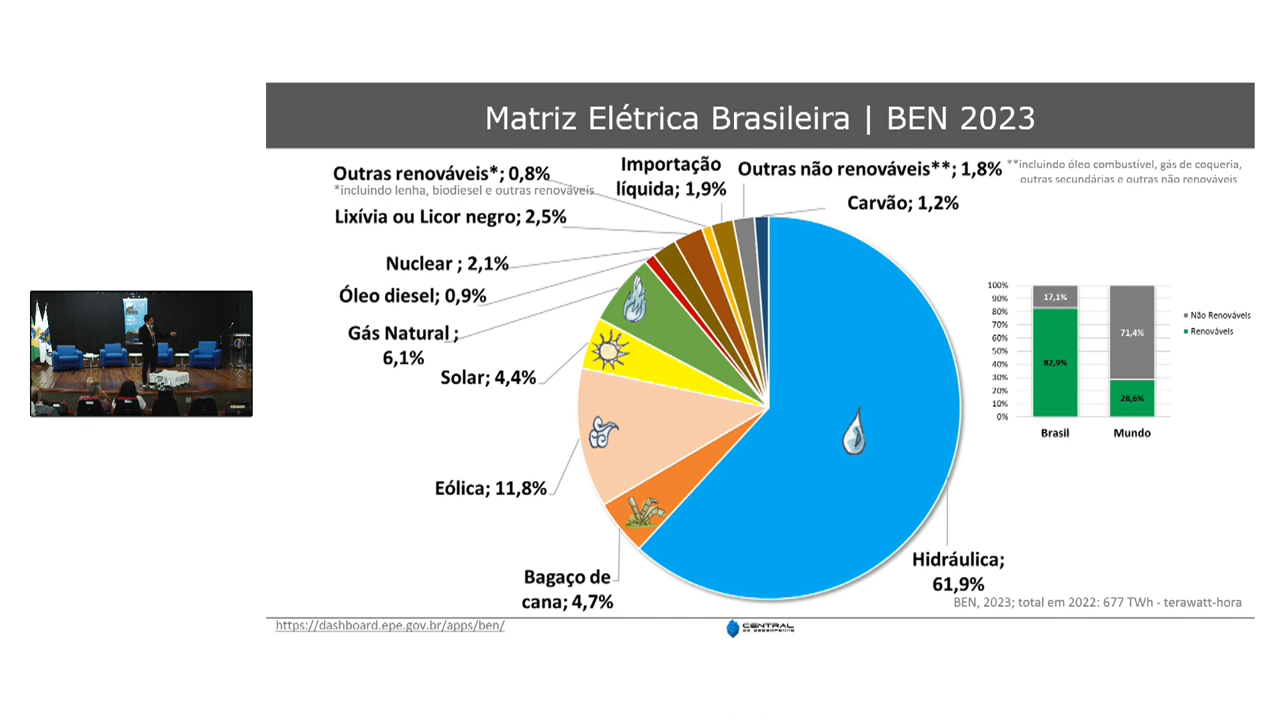 Matriz Elétrica Brasileira | BEN 2023
Outras renováveis*; 0,8%
*incluindo lenha, biodiesel e outras renováveis
Importação
líquida; 1,9%
Outras não renováveis**; 1,8%
**incluindo óleo combustível, gás de coqueria,
outras secundárias e outras não renováveis
Lixívia ou Licor negro; 2,5%
Carvão; 1,2%
Nuclear ; 2,1%
Óleo diesel; 0,9%
Gás Natural ;
6,1%
Solar; 4,4%
Eólica; 11,8%
Bagaço de
cana; 4,7%
Hidráulica;
61,9%
100%
90%
80%
70%
60%
50%
40%
30%
20%
10%
0%
17,1%
82,9%
71,4%
28,6%
Brasil
Mundo
Não Renováveis
Renováveis
BEN, 2023; total em 2022: 677 TWh - terawatt-hora
https://dashboard.epe.gov.br/apps/ben/
CENTRAL
DE DESEMPENHO